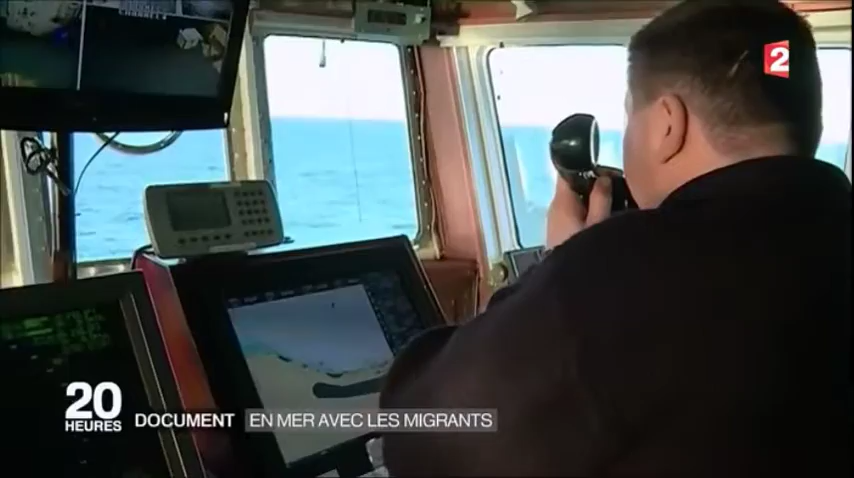 2
20
HEURES
DOCUMENT EN MER AVEC LES MIGRANTS